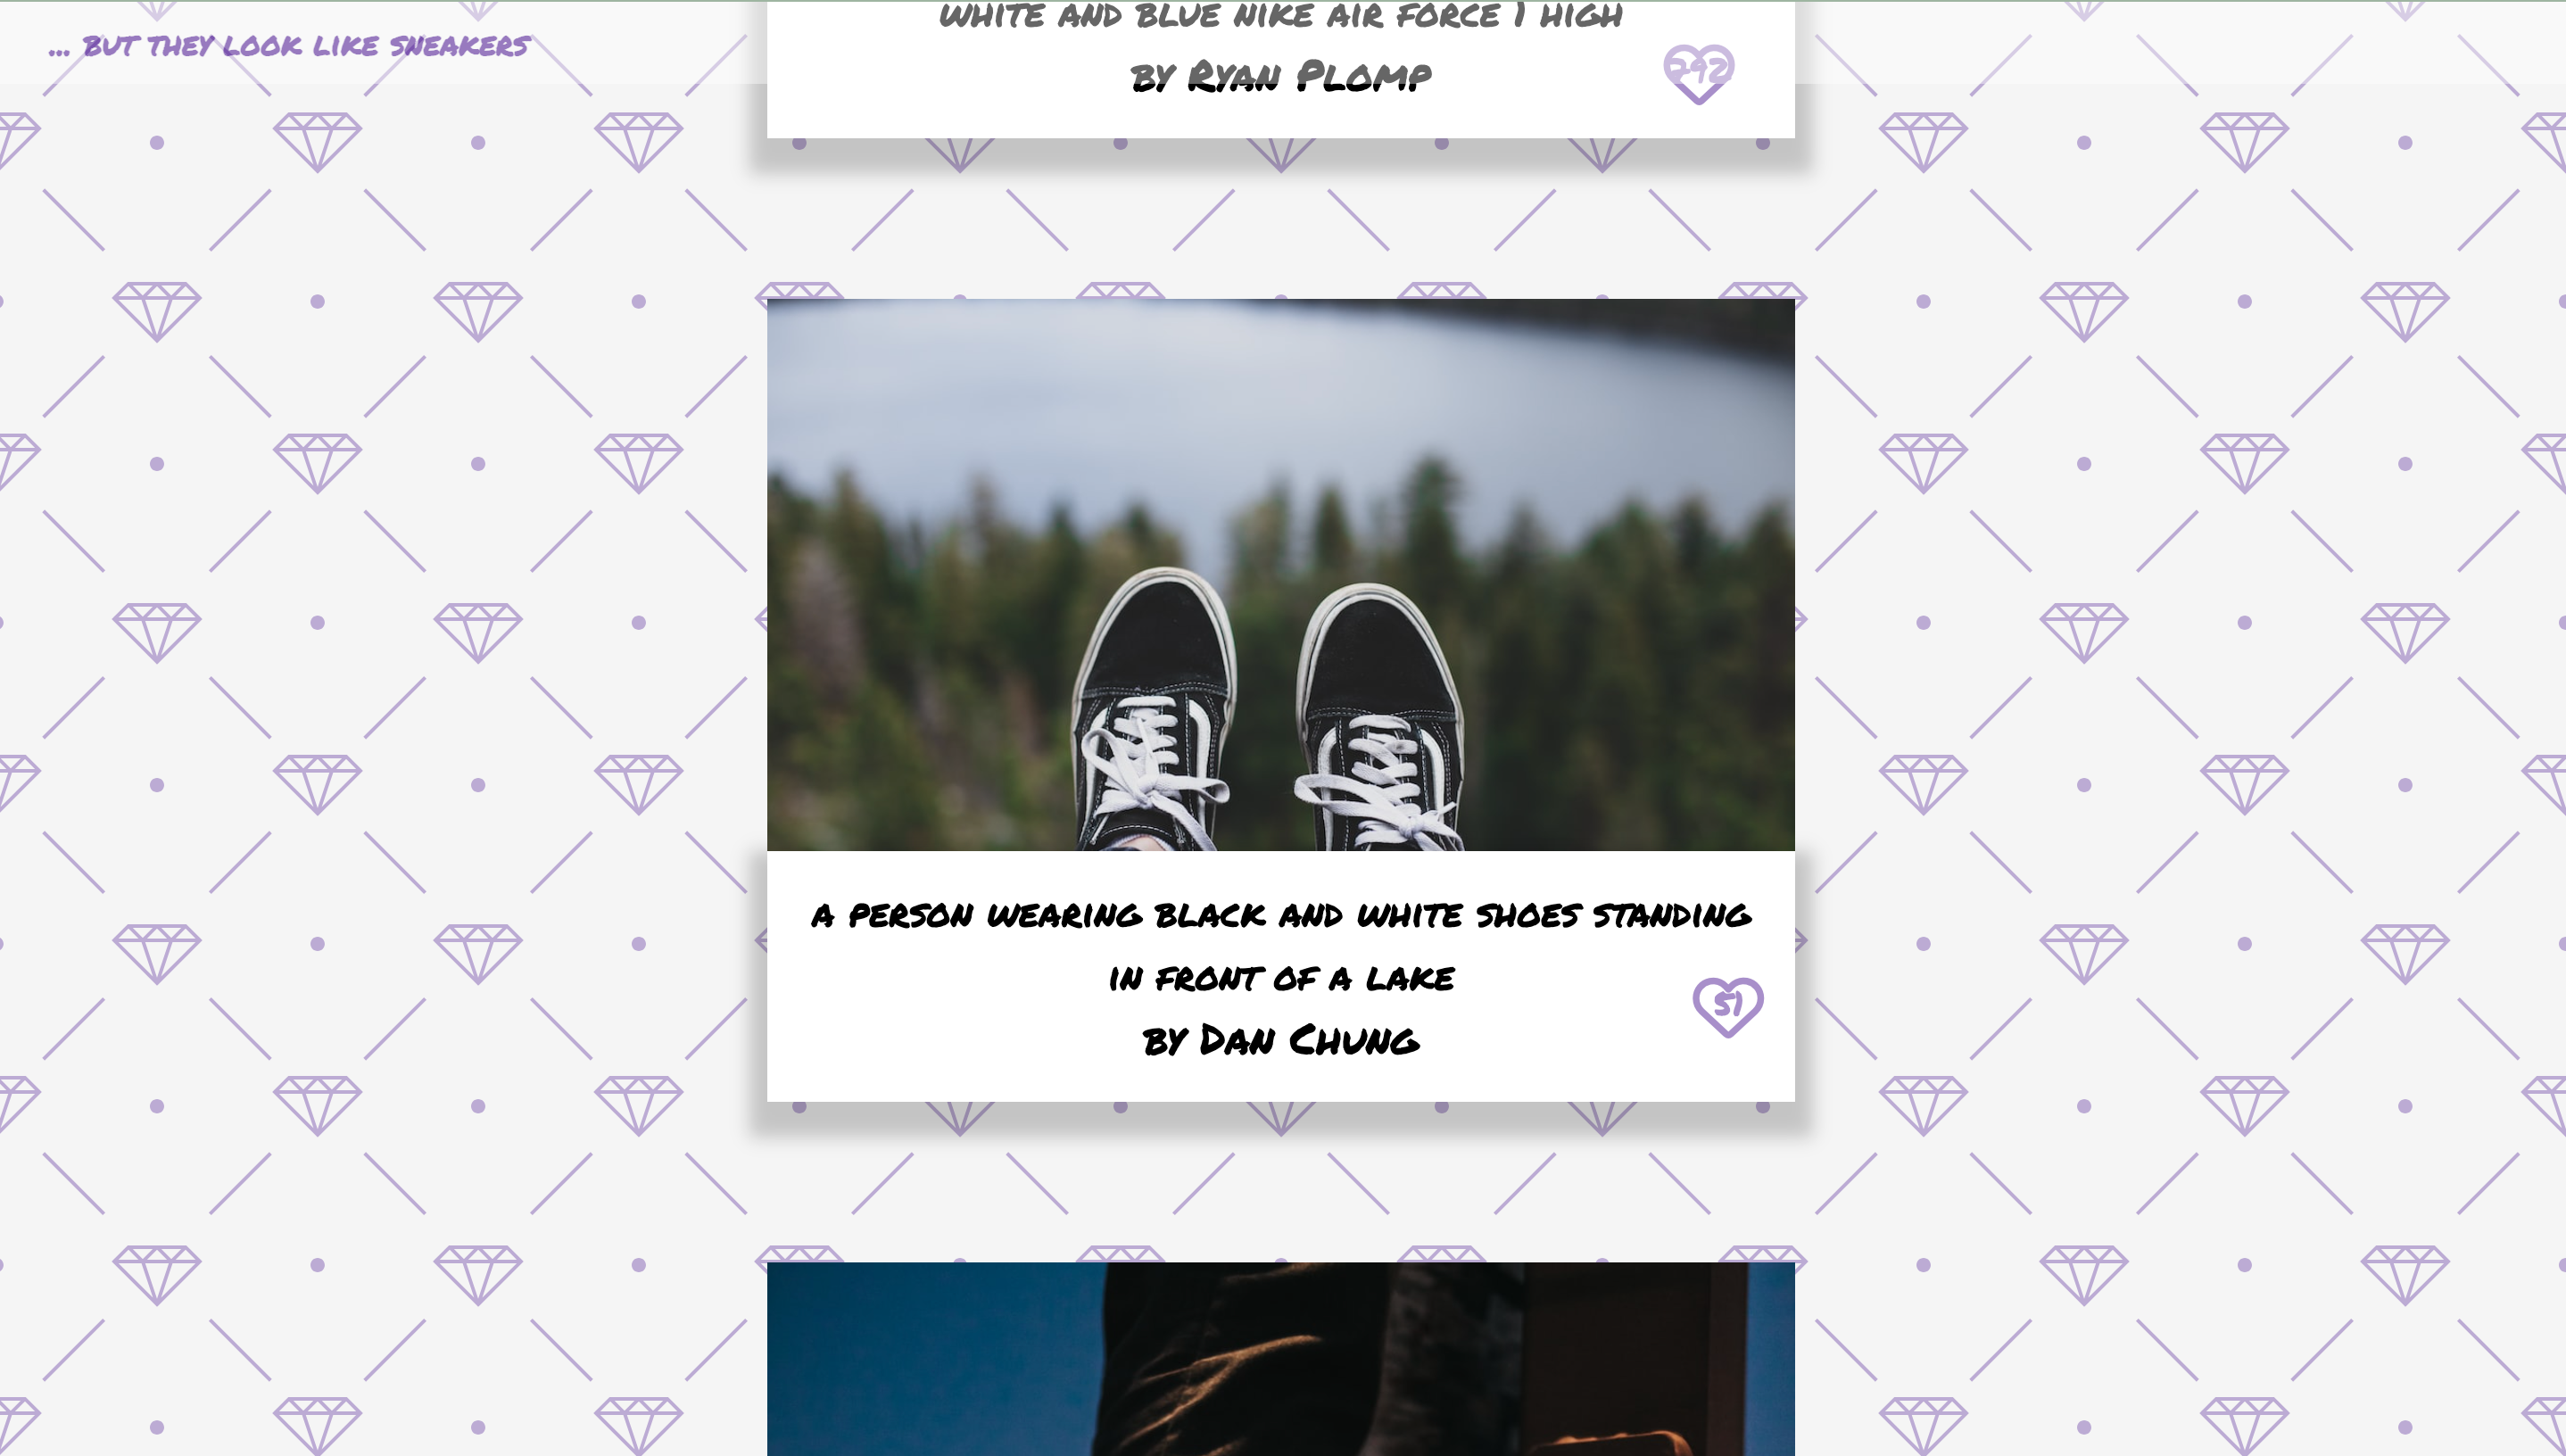 ... but they look like sneakers
white and blue nike air force 1 high
by Ryan Plomp
292
a person wearing black and white shoes standing
in front of a lake
51
by Dan Chung